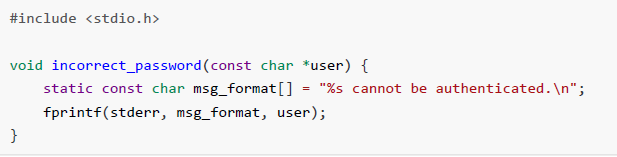 #include <stdio.h>
void incorrect_password(const char *user) {
    static const char msg_format[] = "%s cannot be authenticated.\n";
    fprintf(stderr, msg_format, user);
}